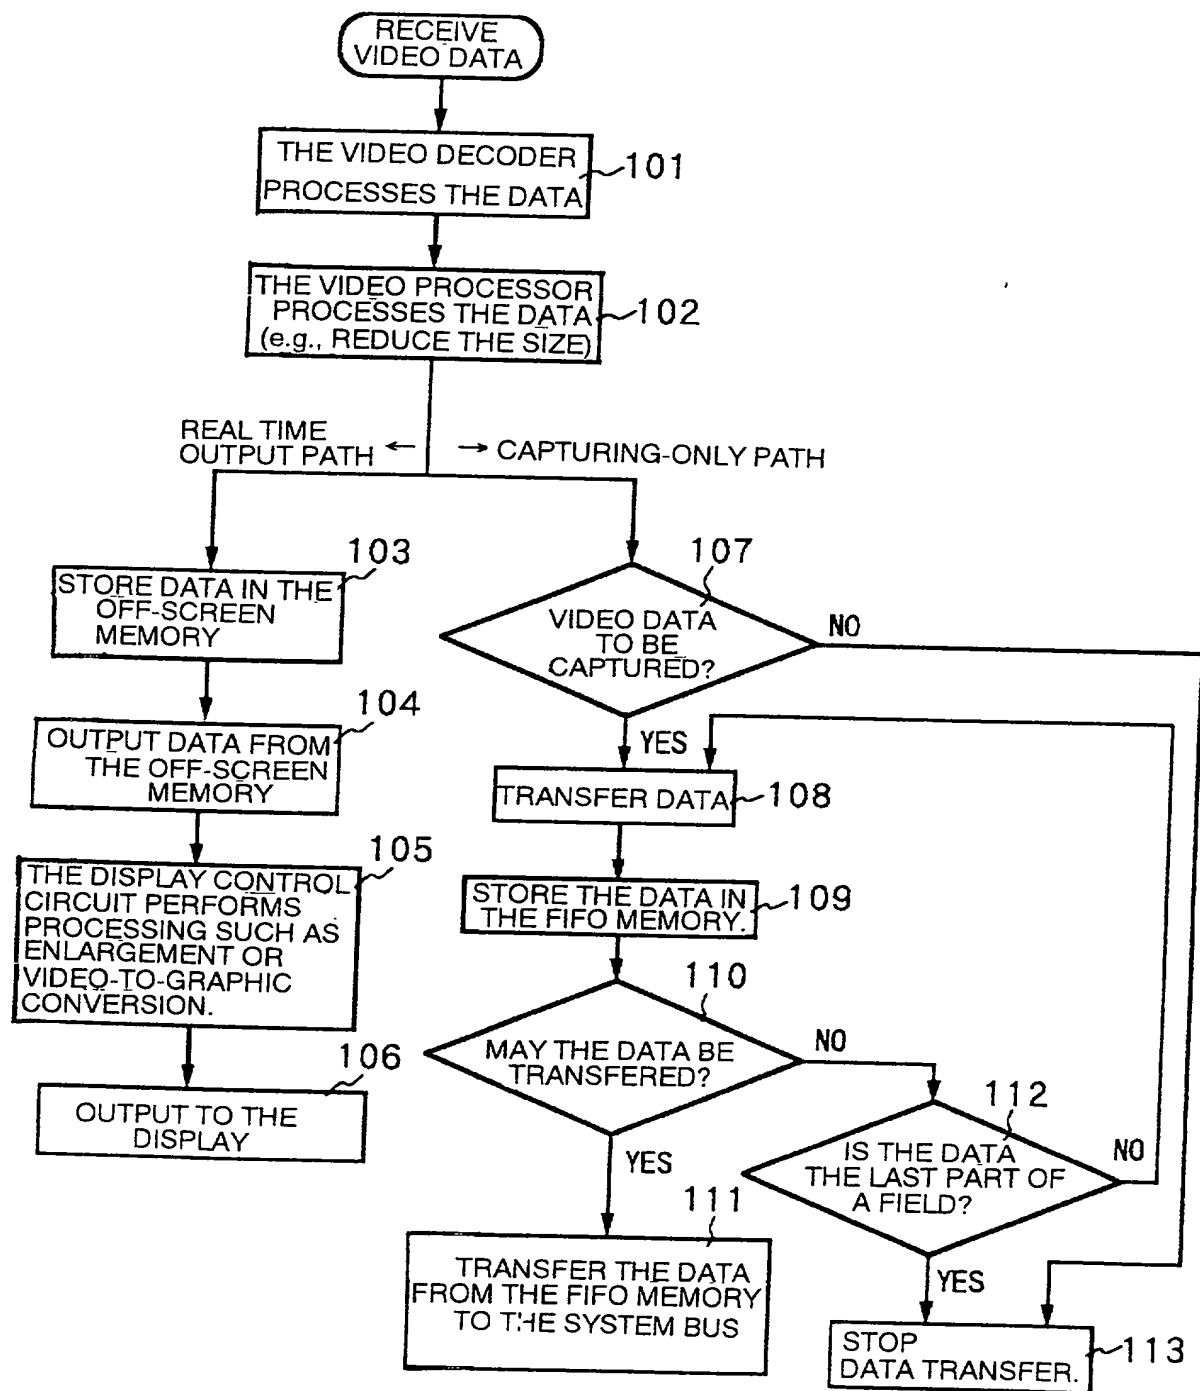 RECEIVE
VIDEO DATA
THE VIDEO DECODER
PROCESSES THE DATA
101
THE VIDEO PROCESSOR
PROCESSES THE DATA
(e.g., REDUCE THE SIZE)
102
REAL TIME
OUTPUT PATH
← → CAPTURING-ONLY PATH
103
STORE DATA IN THE
OFF-SCREEN
MEMORY
104
OUTPUT DATA FROM
THE OFF-SCREEN
MEMORY
105
THE DISPLAY CONTROL
CIRCUIT PERFORMS
PROCESSING SUCH AS
ENLARGEMENT OR
VIDEO-TO-GRAPHIC
CONVERSION.
106
OUTPUT TO THE
DISPLAY
107
VIDEO DATA
TO BE
CAPTURED?
NO
YES
TRANSFER DATA
108
STORE THE DATA IN
THE FIFO MEMORY.
109
110
MAY THE DATA BE
TRANSFERED?
NO
YES
111
TRANSFER THE DATA
FROM THE FIFO MEMORY
TO THE SYSTEM BUS
112
IS THE DATA
THE LAST PART OF
A FIELD?
NO
YES
STOP
DATA TRANSFER.
113